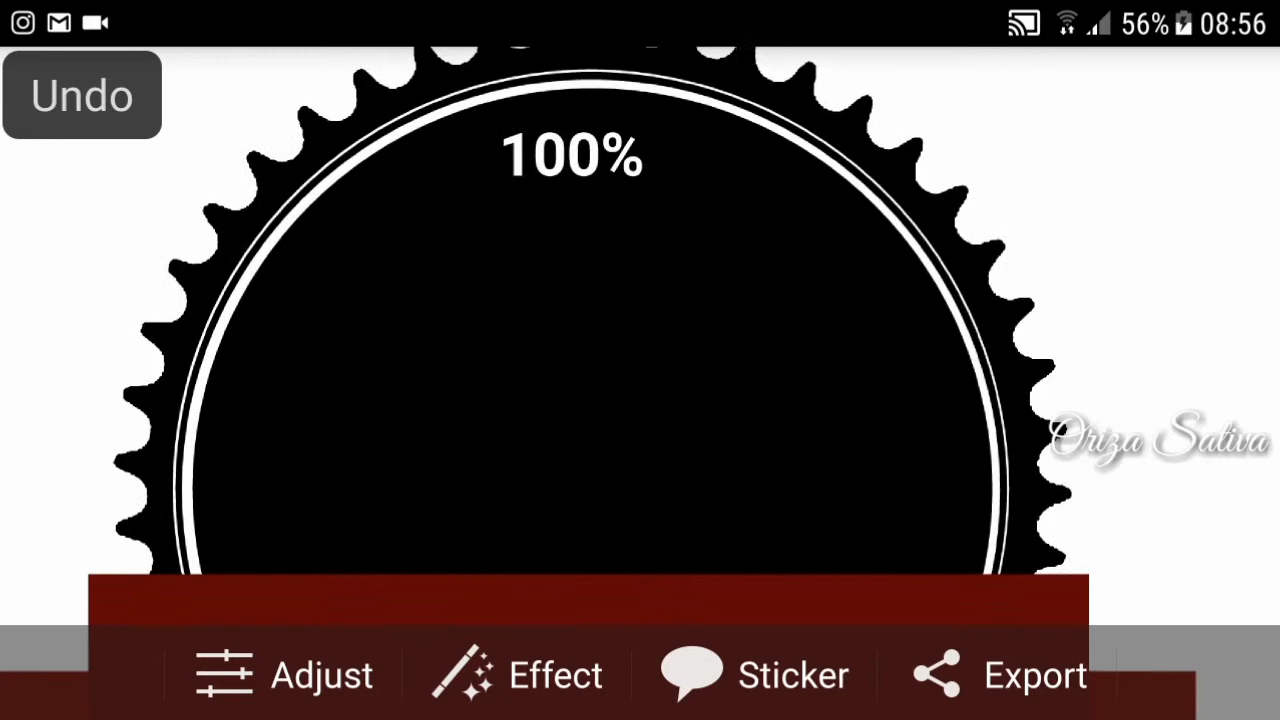 56% 08:56
Undo
100%
Oriza Sativa
Adjust
Effect
Sticker
Export